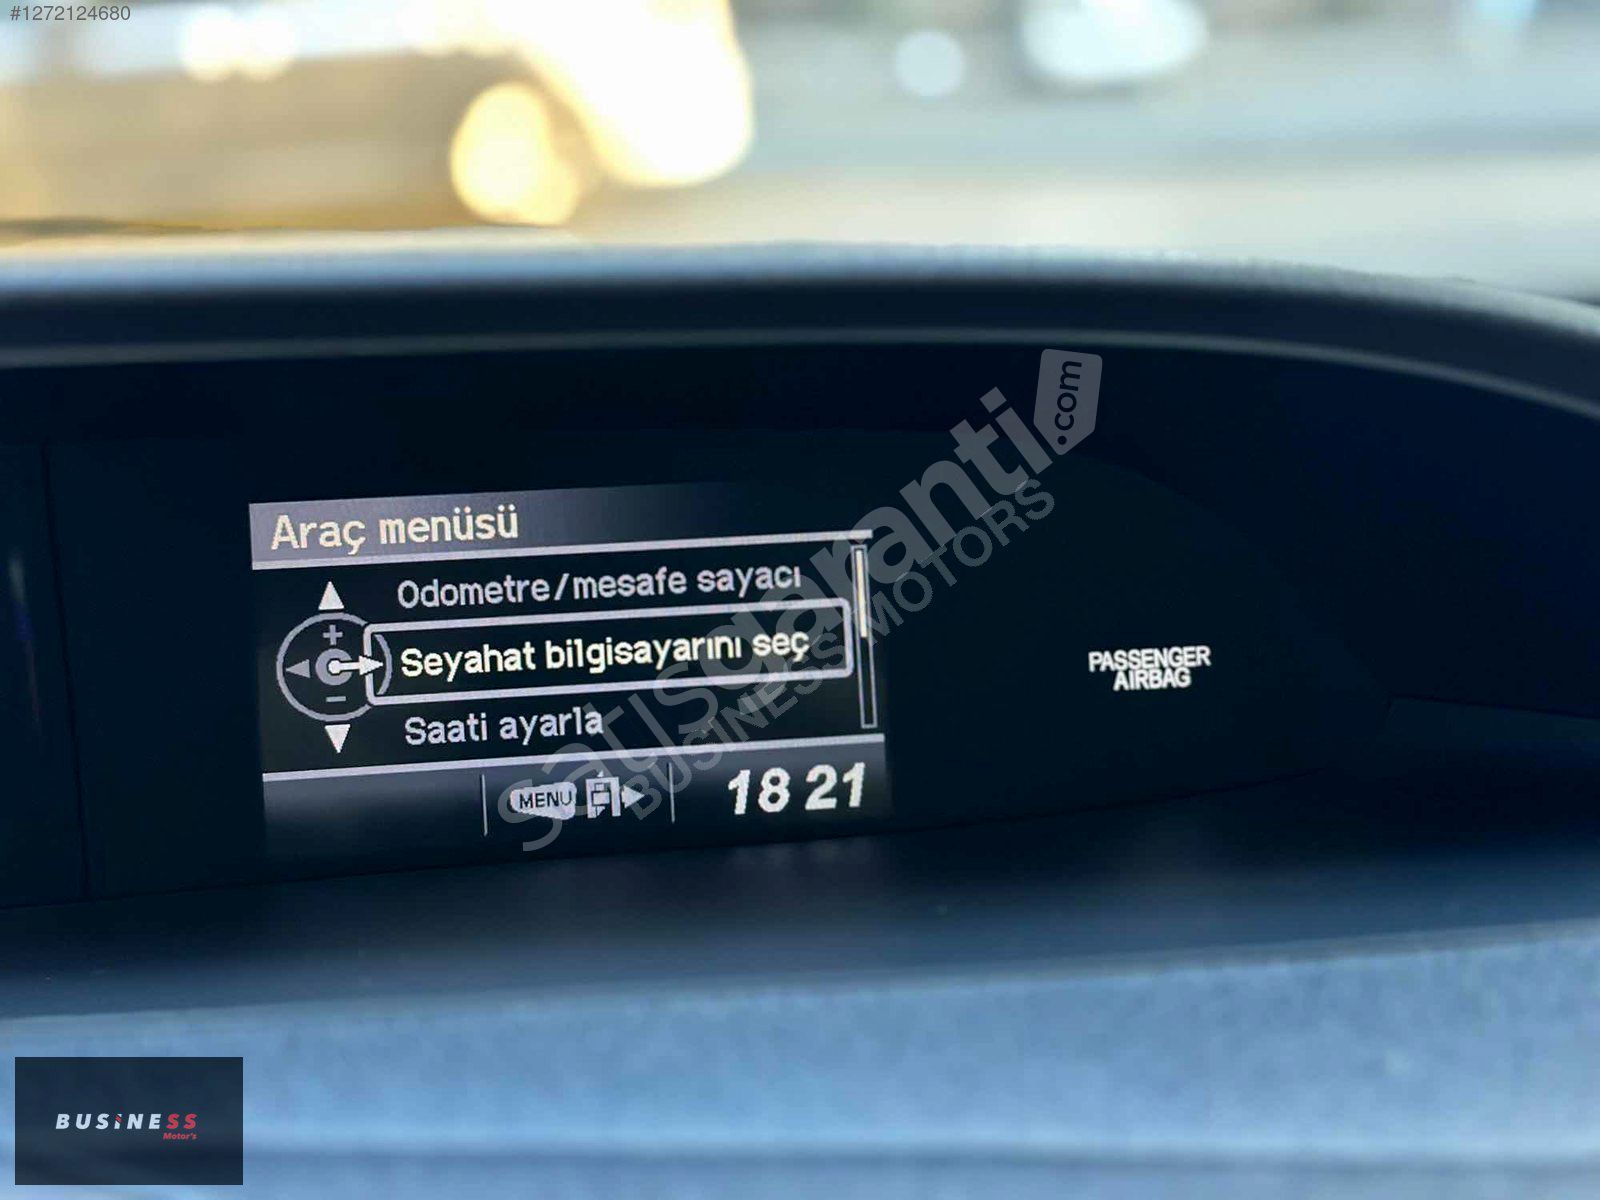 #1272124680
satisgaranti.com
BUSINESS MOTORS
Araç menüsü
Odometre/mesafe sayacı
Seyahat bilgisayarını seç
Saati ayarla
MENU
18 21
PASSENGER
AIRBAG
BUSINESS
Motor's